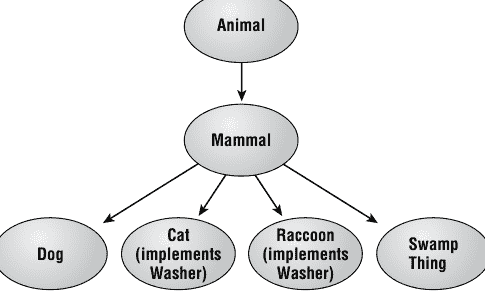 Animal
Mammal
Dog
Cat
(implements
Washer)
Raccoon
(implements
Washer)
Swamp
Thing